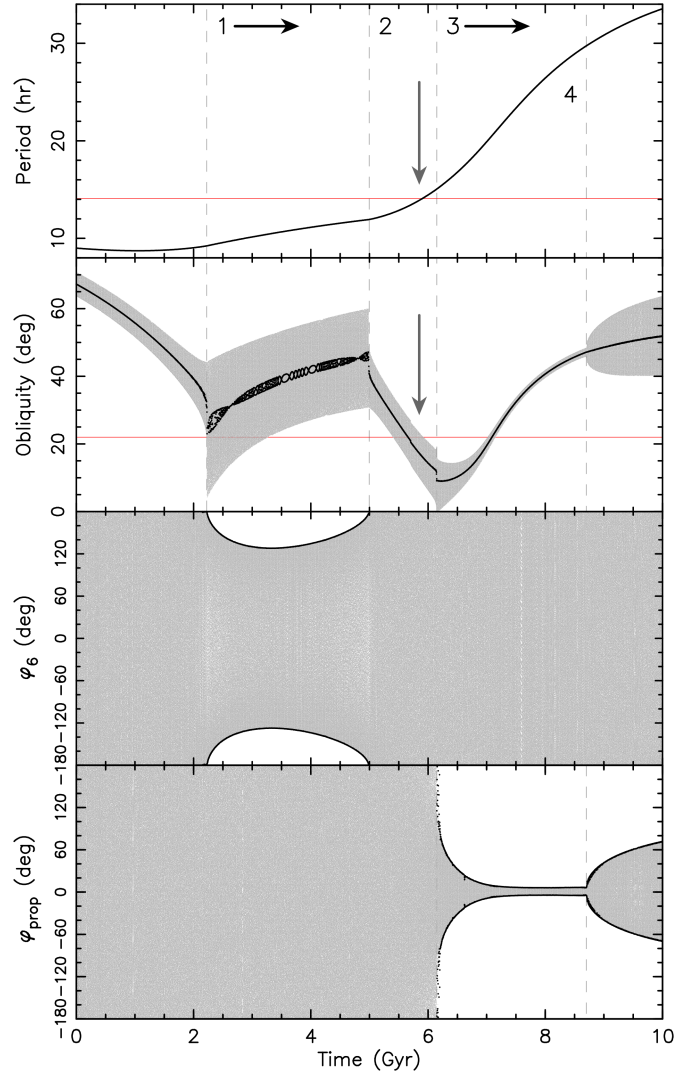 1 2 3
4
Period (hr)
10 20 30
Obliquity (deg)
0 20 40 60
φ6 (deg)
-180 -120 -60 0 60 120
φprop (deg)
-180 -120 -60 0 60 120
0 2 4 6 8 10
Time (Gyr)